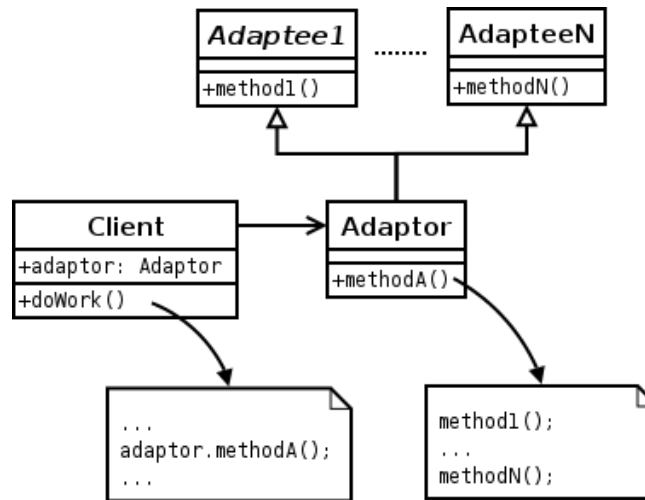 Adaptee1
+method1()
........
AdapteeN
+methodN()
Client
+adaptor: Adaptor
+doWork()
Adaptor
+methodA()
...
adaptor.methodA();
...
method1();
...
methodN();